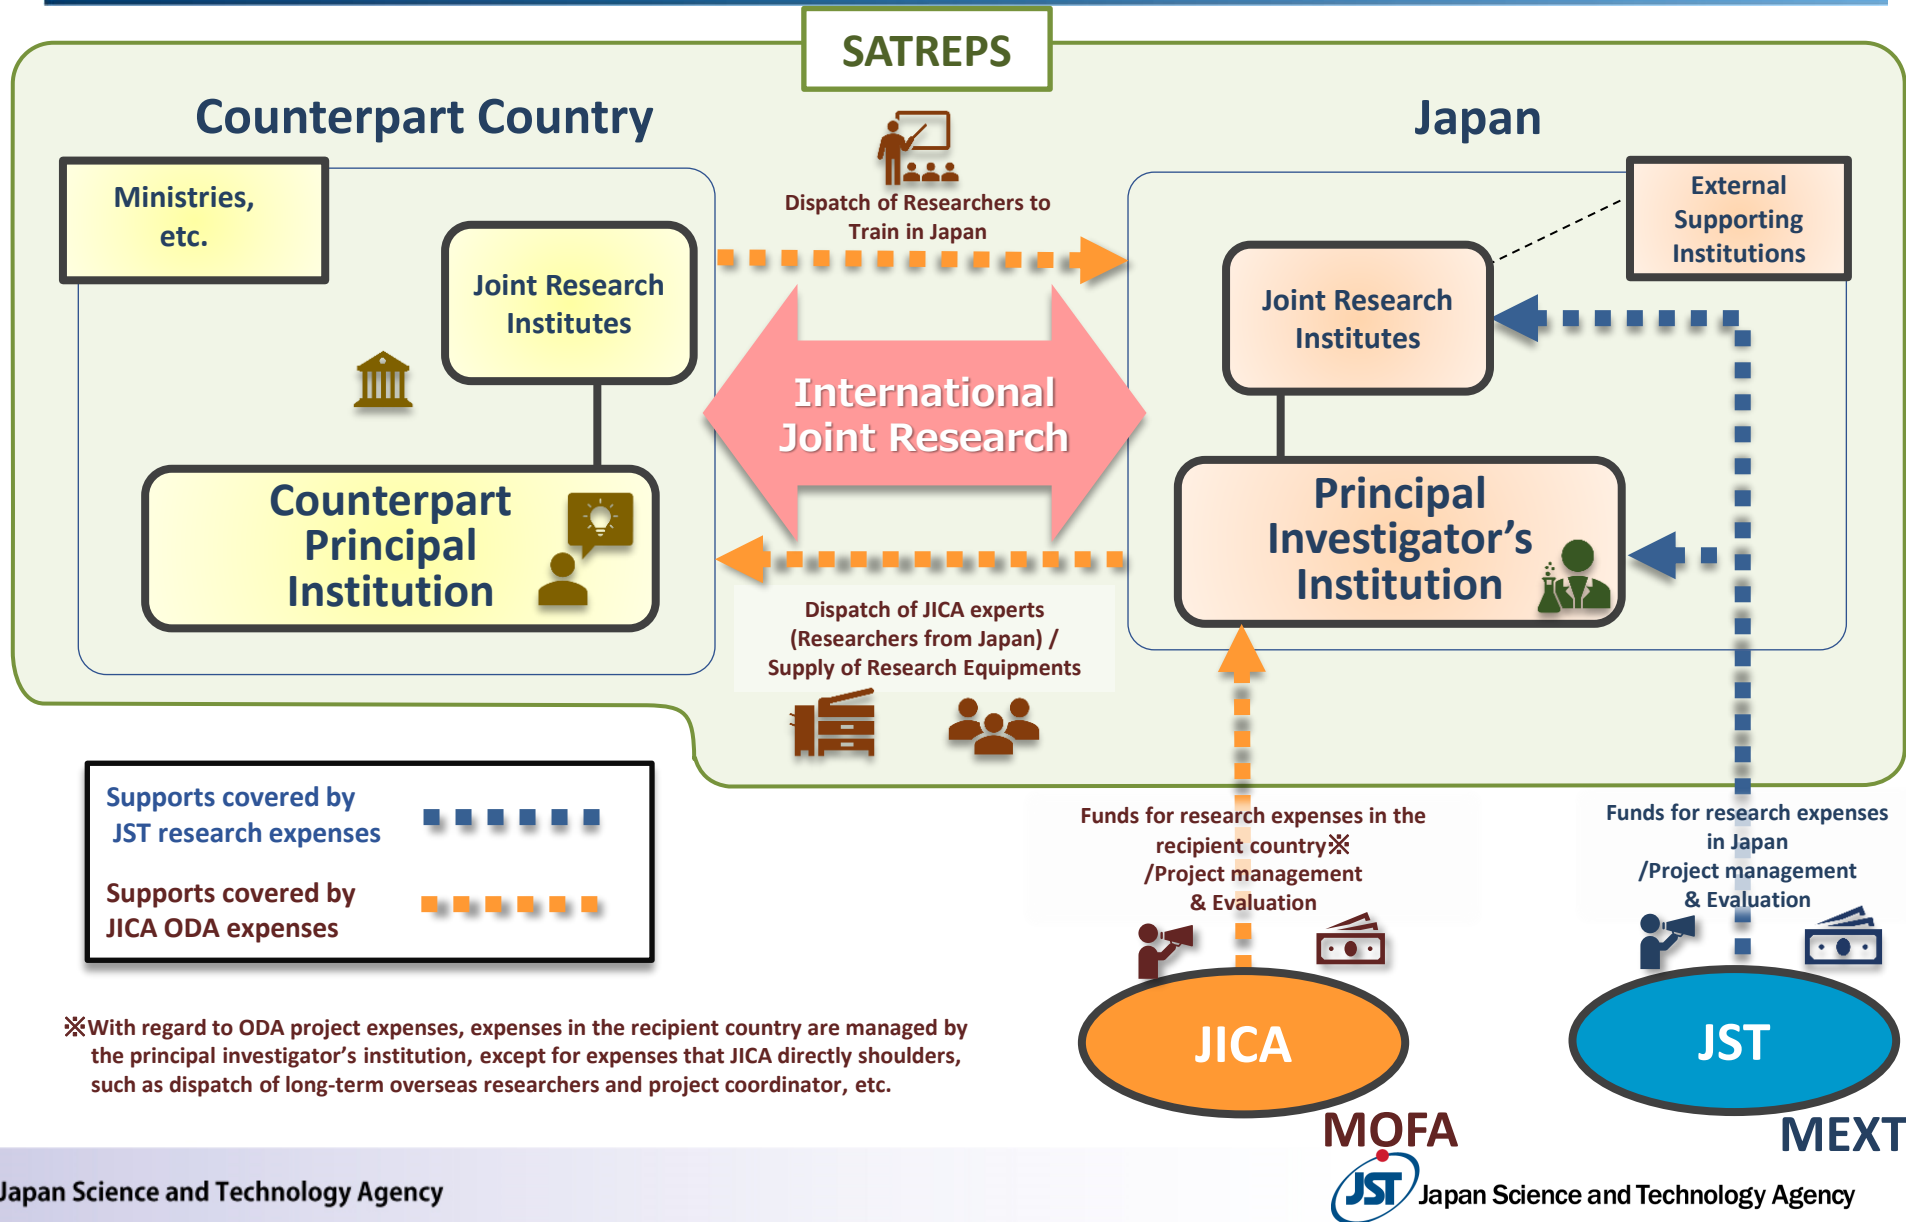 SATREPS
Counterpart Country
Japan
Ministries,
etc.
Joint Research
Institutes
Counterpart
Principal
Institution
Dispatch of Researchers to
Train in Japan
International
Joint Research
Dispatch of JICA experts
(Researchers from Japan) /
Supply of Research Equipments
External
Supporting
Institutions
Joint Research
Institutes
Principal
Investigator’s
Institution
Supports covered by
JST research expenses
Supports covered by
JICA ODA expenses
Funds for research expenses in the
recipient country※
/Project management
& Evaluation
Funds for research expenses
in Japan
/Project management
& Evaluation
JICA
JST
※With regard to ODA project expenses, expenses in the recipient country are managed by
the principal investigator’s institution, except for expenses that JICA directly shoulders,
such as dispatch of long-term overseas researchers and project coordinator, etc.
MOFA
MEXT
Japan Science and Technology Agency
JST Japan Science and Technology Agency